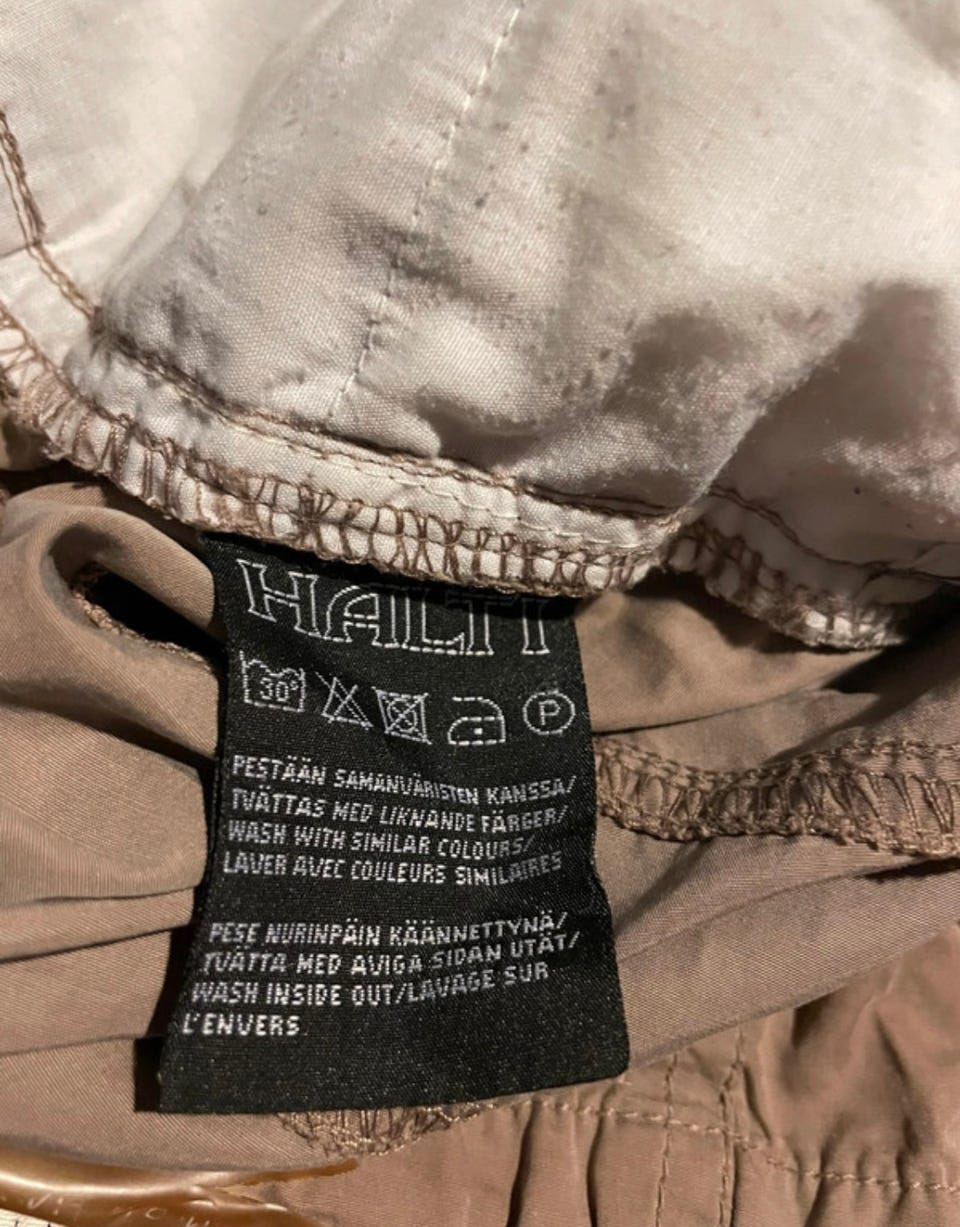 HALTI
30°
P
PESTÄÄN SAMANVÄRISTEN KANSSA/
TVÄTTAS MED LIKNANDE FÄRGER/
WASH WITH SIMILAR COLOURS/
LAVER AVEC COULEURS SIMILAIRES
PESE NURINPÄIN KÄÄNNETTYNÄ/
TVÄTTA MED AVIGA SIDAN UTÅT/
WASH INSIDE OUT/LAVAGE SUR
L'ENVERS